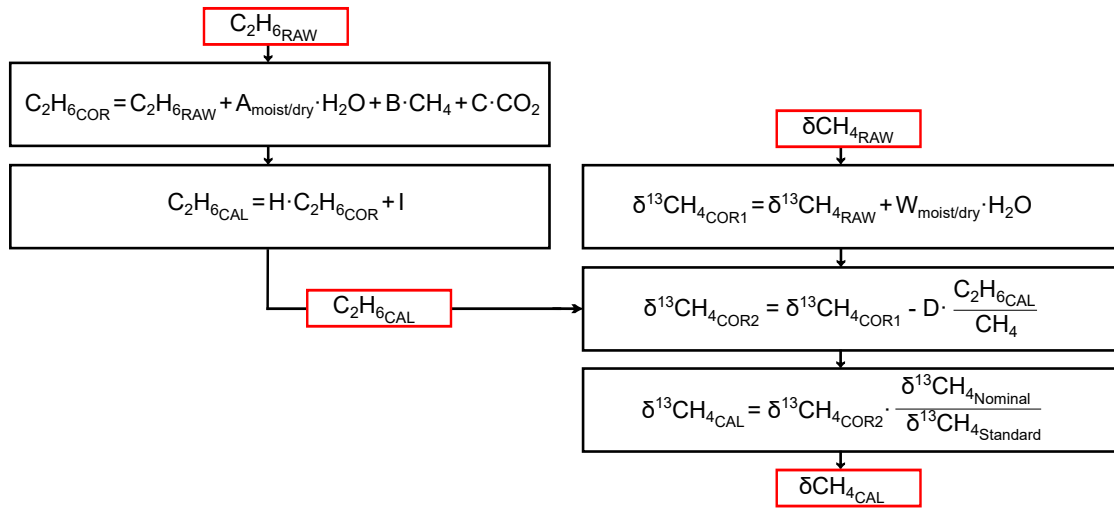 C₂H₆RAW
C₂H₆COR = C₂H₆RAW + Amoist/dry·H₂O + B·CH₄ + C·CO₂
C₂H₆CAL = H·C₂H₆COR + I
C₂H₆CAL
δCH₄RAW
δ¹³CH₄COR1 = δ¹³CH₄RAW + Wmoist/dry·H₂O
δ¹³CH₄COR2 = δ¹³CH₄COR1 - D· C₂H₆CAL / CH₄
δ¹³CH₄CAL = δ¹³CH₄COR2 · δ¹³CH₄Nominal / δ¹³CH₄Standard
δCH₄CAL